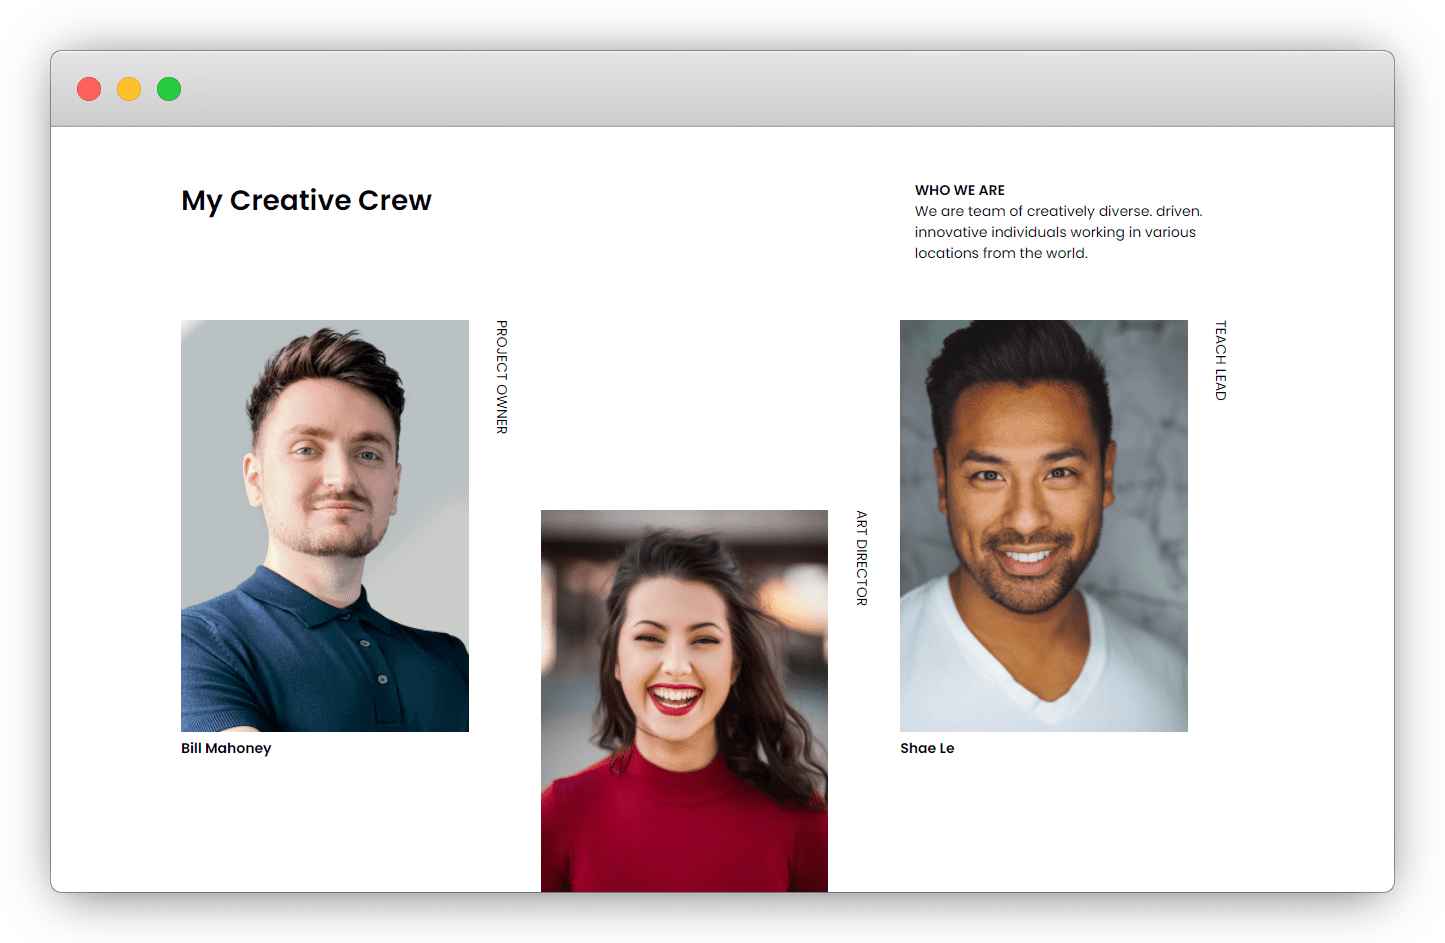 My Creative Crew
WHO WE ARE
We are team of creatively diverse. driven.
innovative individuals working in various
locations from the world.
PROJECT OWNER
Bill Mahoney
ART DIRECTOR
TEACH LEAD
Shae Le